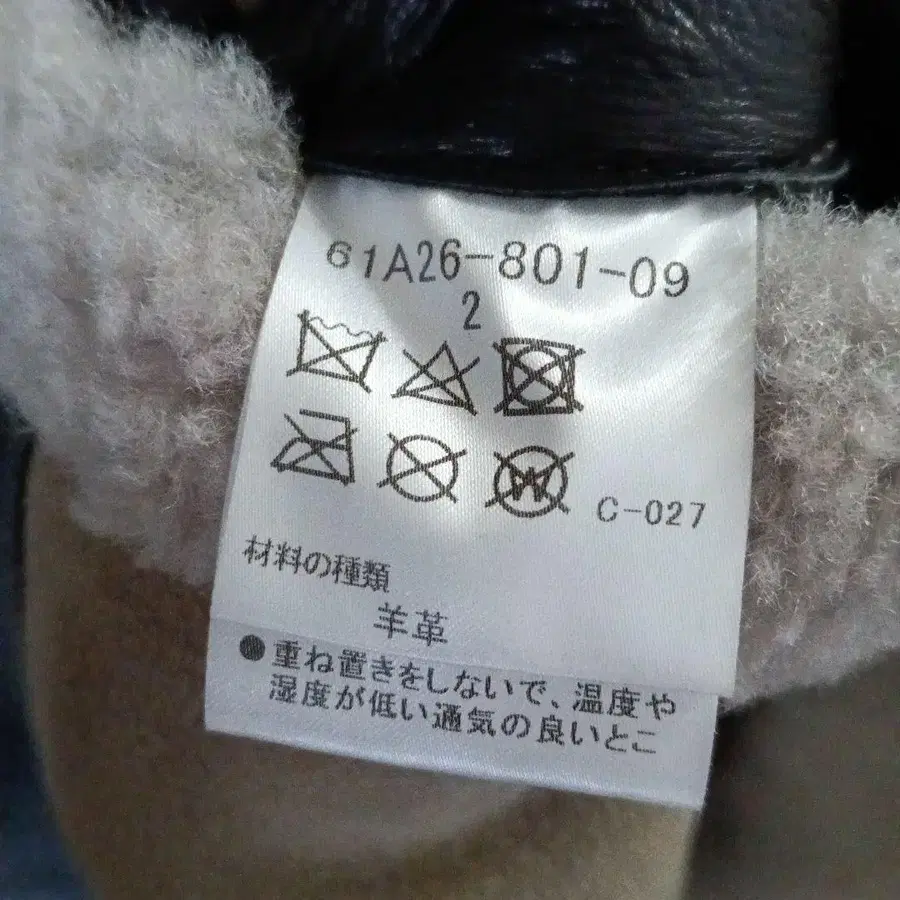 61A26-801-09
2
W
C-027
材料の種類
羊革
●重ね置きをしないで、温度や
湿度が低い通気の良いとこ